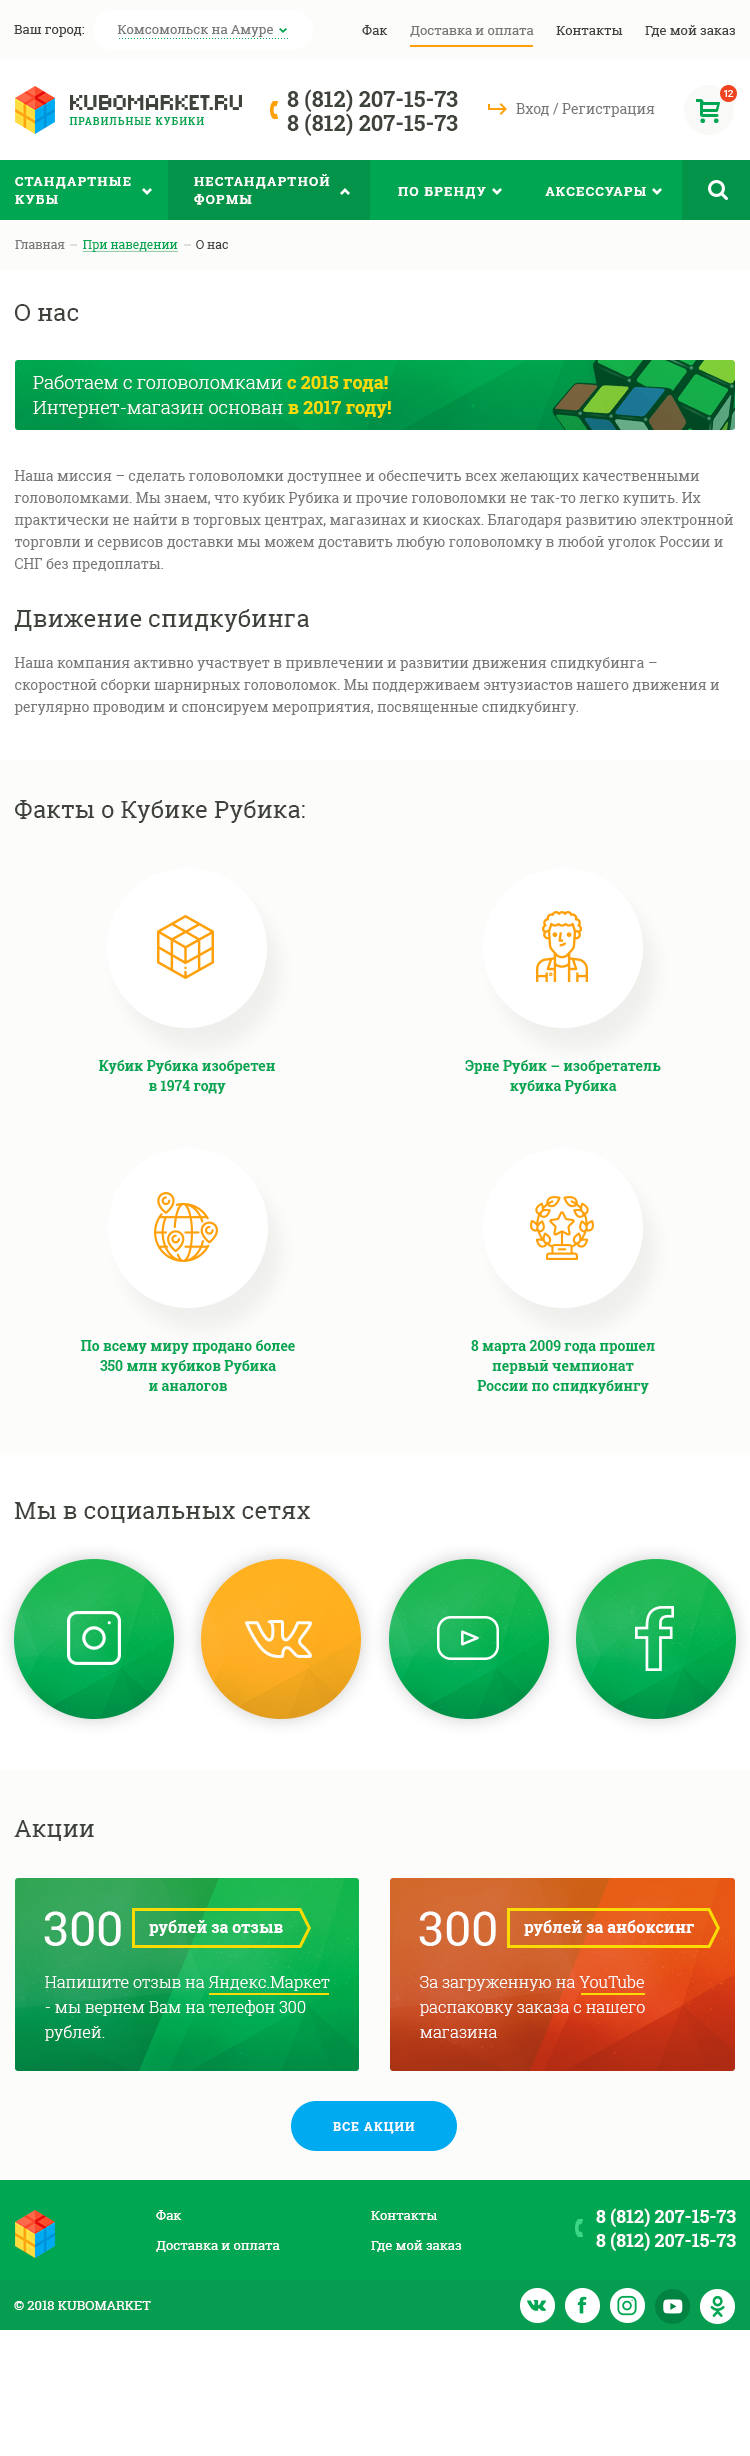 Ваш город: Комсомольск на Амуре Фак Доставка и оплата Контакты Где мой заказ
KUBOMARKET.RU
ПРАВИЛЬНЫЕ КУБИКИ
8 (812) 207-15-73
8 (812) 207-15-73
Вход / Регистрация
12
СТАНДАРТНЫЕ
КУБЫ
НЕСТАНДАРТНОЙ
ФОРМЫ
ПО БРЕНДУ
АКСЕССУАРЫ
Главная — При наведении — О нас
О нас
Работаем с головоломками с 2015 года!
Интернет-магазин основан в 2017 году!
Наша миссия – сделать головоломки доступнее и обеспечить всех желающих качественными
головоломками. Мы знаем, что кубик Рубика и прочие головоломки не так-то легко купить. Их
практически не найти в торговых центрах, магазинах и киосках. Благодаря развитию электронной
торговли и сервисов доставки мы можем доставить любую головоломку в любой уголок России и
СНГ без предоплаты.
Движение спидкубинга
Наша компания активно участвует в привлечении и развитии движения спидкубинга –
скоростной сборки шарнирных головоломок. Мы поддерживаем энтузиастов нашего движения и
регулярно проводим и спонсируем мероприятия, посвященные спидкубингу.
Факты о Кубике Рубика:
Кубик Рубика изобретен
в 1974 году
Эрне Рубик – изобретатель
кубика Рубика
По всему миру продано более
350 млн кубиков Рубика
и аналогов
8 марта 2009 года прошел
первый чемпионат
России по спидкубингу
Мы в социальных сетях
Акции
300 рублей за отзыв
Напишите отзыв на Яндекс.Маркет
- мы вернем Вам на телефон 300
рублей.
300 рублей за анбоксинг
За загруженную на YouTube
распаковку заказа с нашего
магазина
ВСЕ АКЦИИ
Фак
Доставка и оплата
Контакты
Где мой заказ
8 (812) 207-15-73
8 (812) 207-15-73
© 2018 KUBOMARKET